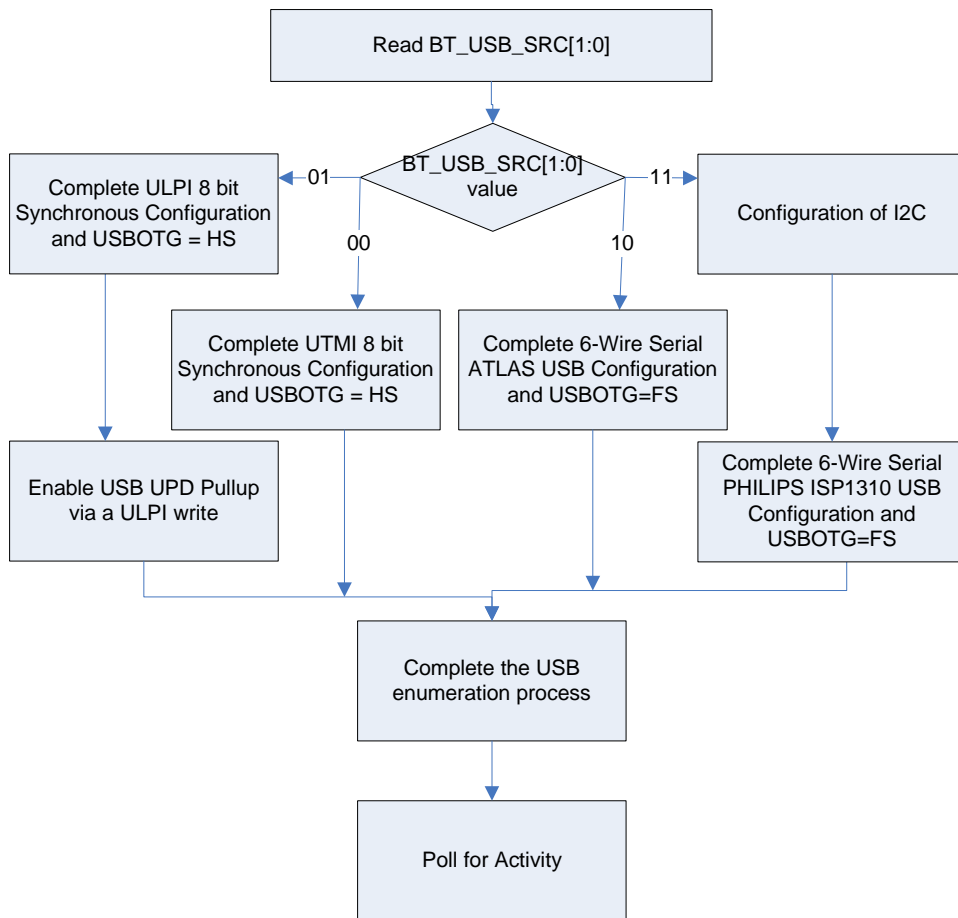 Read BT_USB_SRC[1:0]
BT_USB_SRC[1:0]
value
01
11
00
10
Complete ULPI 8 bit
Synchronous Configuration
and USBOTG = HS
Configuration of I2C
Complete UTMI 8 bit
Synchronous Configuration
and USBOTG = HS
Complete 6-Wire Serial
ATLAS USB Configuration
and USBOTG=FS
Enable USB UPD Pullup
via a ULPI write
Complete 6-Wire Serial
PHILIPS ISP1310 USB
Configuration and
USBOTG=FS
Complete the USB
enumeration process
Poll for Activity